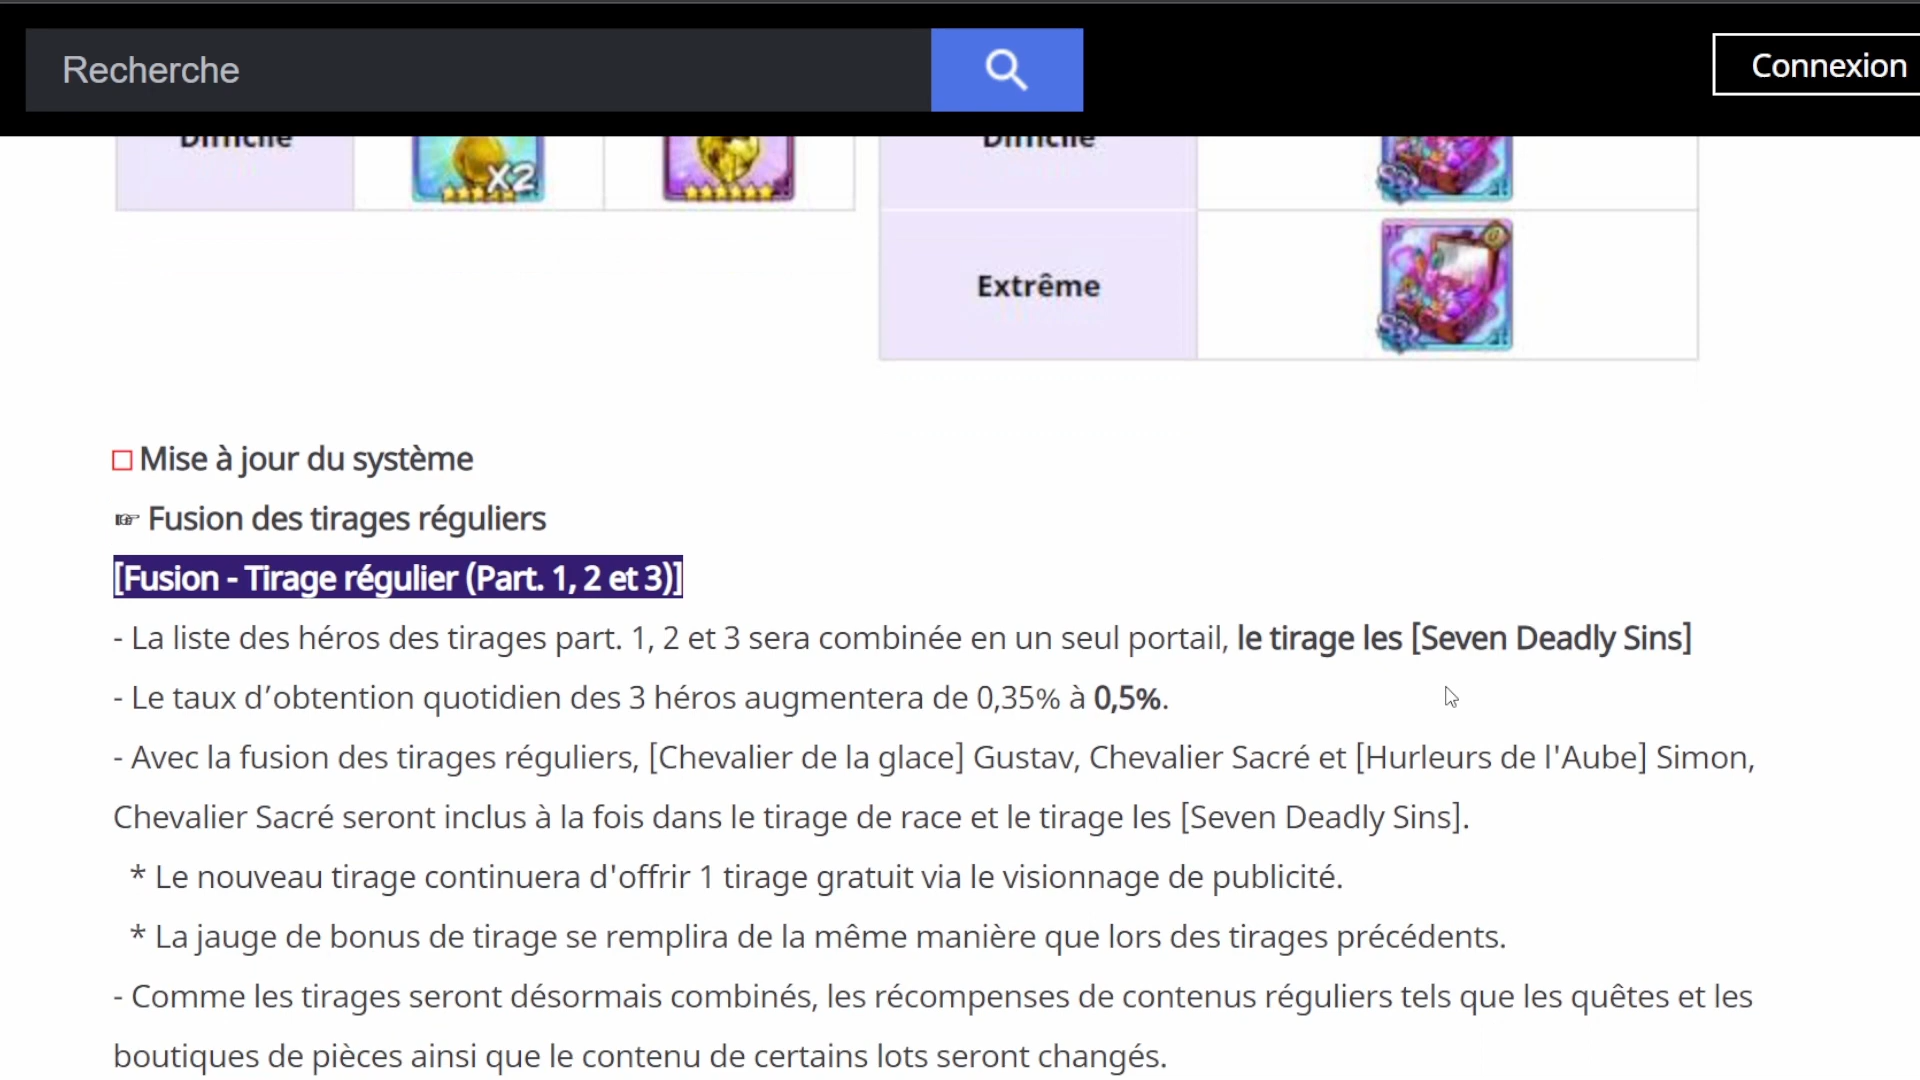 Recherche
Connexion
Difficile
X2
Difficile
SR
Extrême
SR
□ Mise à jour du système
☞ Fusion des tirages réguliers
[Fusion - Tirage régulier (Part. 1, 2 et 3)]
- La liste des héros des tirages part. 1, 2 et 3 sera combinée en un seul portail, le tirage les [Seven Deadly Sins]
- Le taux d’obtention quotidien des 3 héros augmentera de 0,35% à 0,5%.
- Avec la fusion des tirages réguliers, [Chevalier de la glace] Gustav, Chevalier Sacré et [Hurleurs de l'Aube] Simon,
Chevalier Sacré seront inclus à la fois dans le tirage de race et le tirage les [Seven Deadly Sins].
* Le nouveau tirage continuera d'offrir 1 tirage gratuit via le visionnage de publicité.
* La jauge de bonus de tirage se remplira de la même manière que lors des tirages précédents.
- Comme les tirages seront désormais combinés, les récompenses de contenus réguliers tels que les quêtes et les
boutiques de pièces ainsi que le contenu de certains lots seront changés.